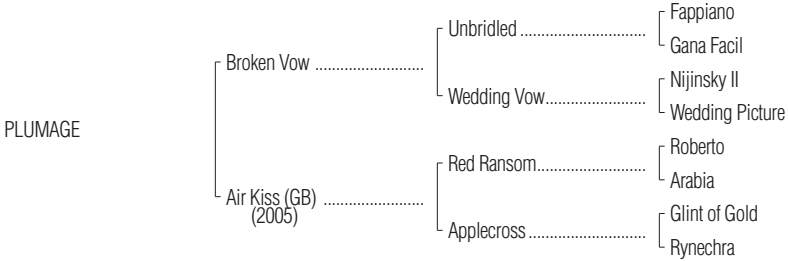 Fappiano
Unbridled ..............................
Gana Facil
Broken Vow ..........................
Nijinsky II
Wedding Vow........................
Wedding Picture
PLUMAGE
Roberto
Red Ransom..........................
Arabia
Air Kiss (GB) ........................
(2005)
Glint of Gold
Applecross ............................
Rynechra